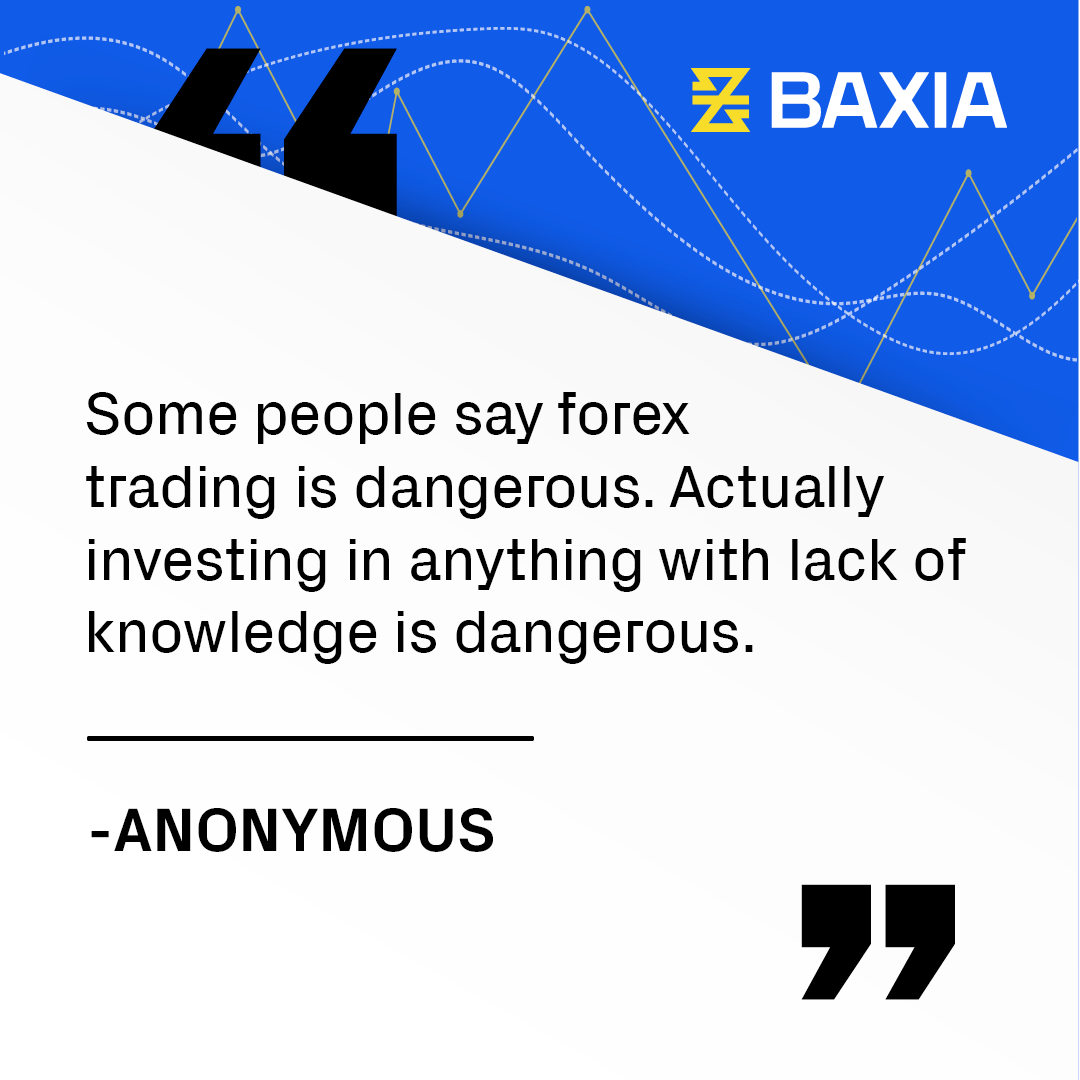 BAXIA
“
Some people say forex
trading is dangerous. Actually
investing in anything with lack of
knowledge is dangerous.
-ANONYMOUS
”